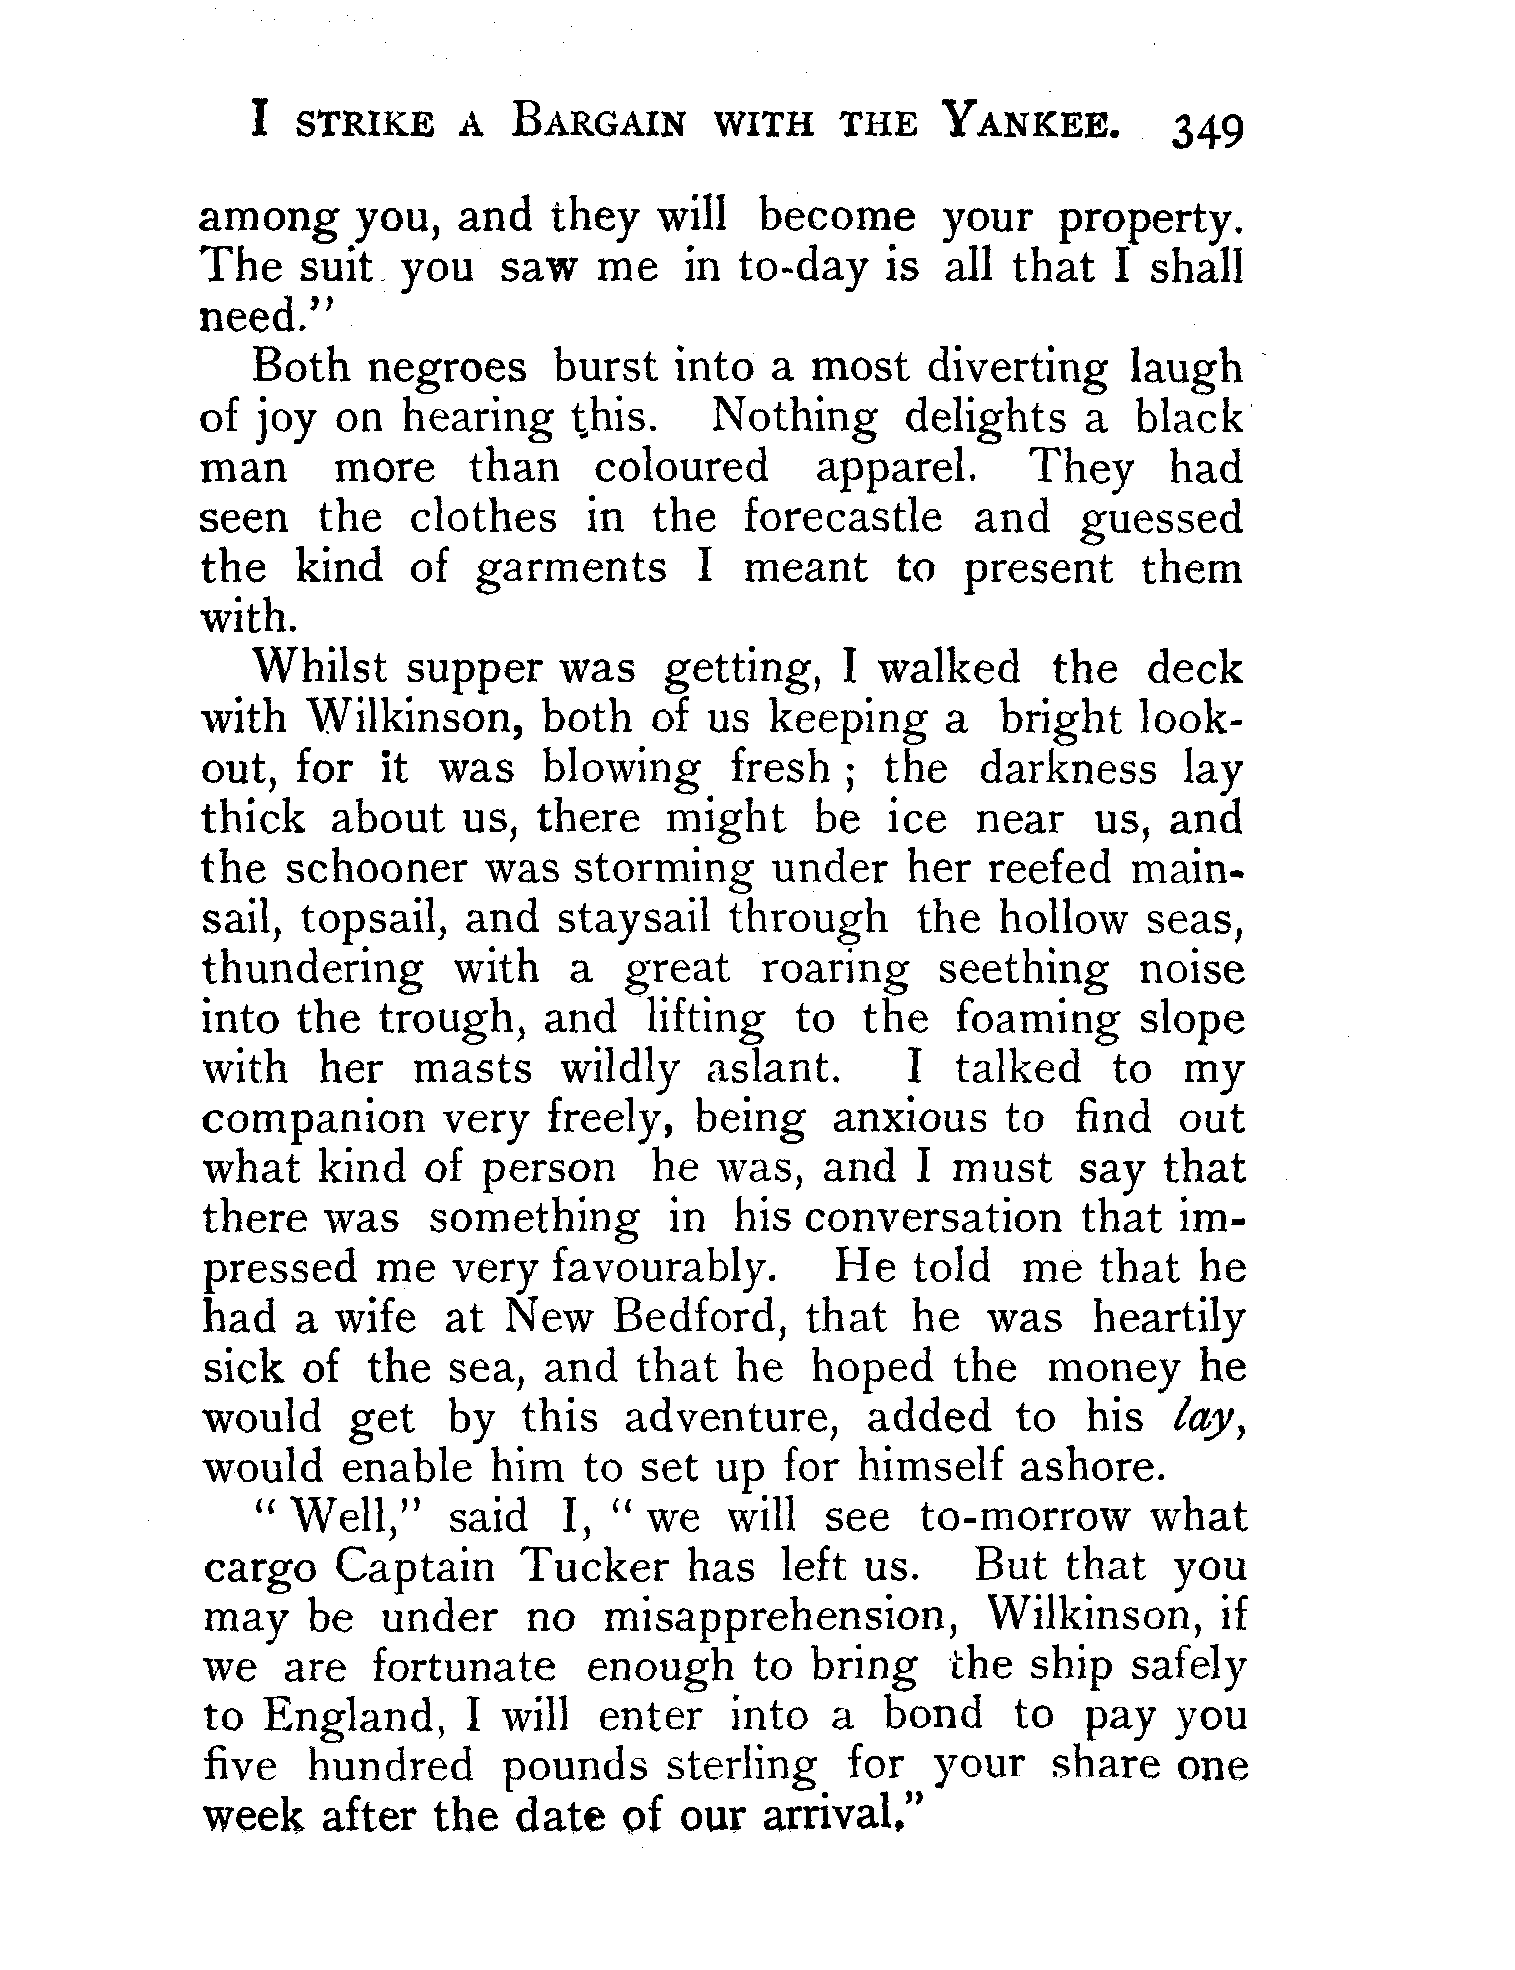 I STRIKE A BARGAIN WITH THE YANKEE. 349
among you, and they will become your property.
The suit you saw me in to-day is all that I shall
need."
Both negroes burst into a most diverting laugh
of joy on hearing this. Nothing delights a black
man more than coloured apparel. They had
seen the clothes in the forecastle and guessed
the kind of garments I meant to present them
with.
Whilst supper was getting, I walked the deck
with Wilkinson, both of us keeping a bright look-
out, for it was blowing fresh ; the darkness lay
thick about us, there might be ice near us, and
the schooner was storming under her reefed main-
sail, topsail, and staysail through the hollow seas,
thundering with a great roaring seething noise
into the trough, and lifting to the foaming slope
with her masts wildly aslant. I talked to my
companion very freely, being anxious to find out
what kind of person he was, and I must say that
there was something in his conversation that im-
pressed me very favourably. He told me that he
had a wife at New Bedford, that he was heartily
sick of the sea, and that he hoped the money he
would get by this adventure, added to his lay,
would enable him to set up for himself ashore.
" Well," said I, " we will see to-morrow what
cargo Captain Tucker has left us. But that you
may be under no misapprehension, Wilkinson, if
we are fortunate enough to bring the ship safely
to England, I will enter into a bond to pay you
five hundred pounds sterling for your share one
week after the date of our arrival."